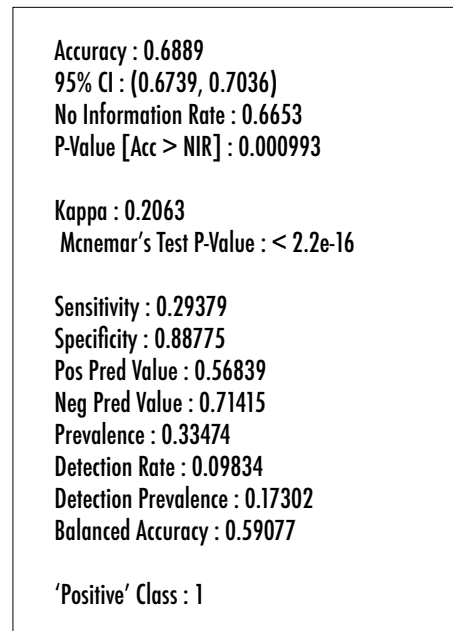 Accuracy : 0.6889
95% CI : (0.6739, 0.7036)
No Information Rate : 0.6653
P-Value [Acc > NIR] : 0.000993
Kappa : 0.2063
Mcnemar’s Test P-Value : < 2.2e-16
Sensitivity : 0.29379
Specificity : 0.88775
Pos Pred Value : 0.56839
Neg Pred Value : 0.71415
Prevalence : 0.33474
Detection Rate : 0.09834
Detection Prevalence : 0.17302
Balanced Accuracy : 0.59077
‘Positive’ Class : 1